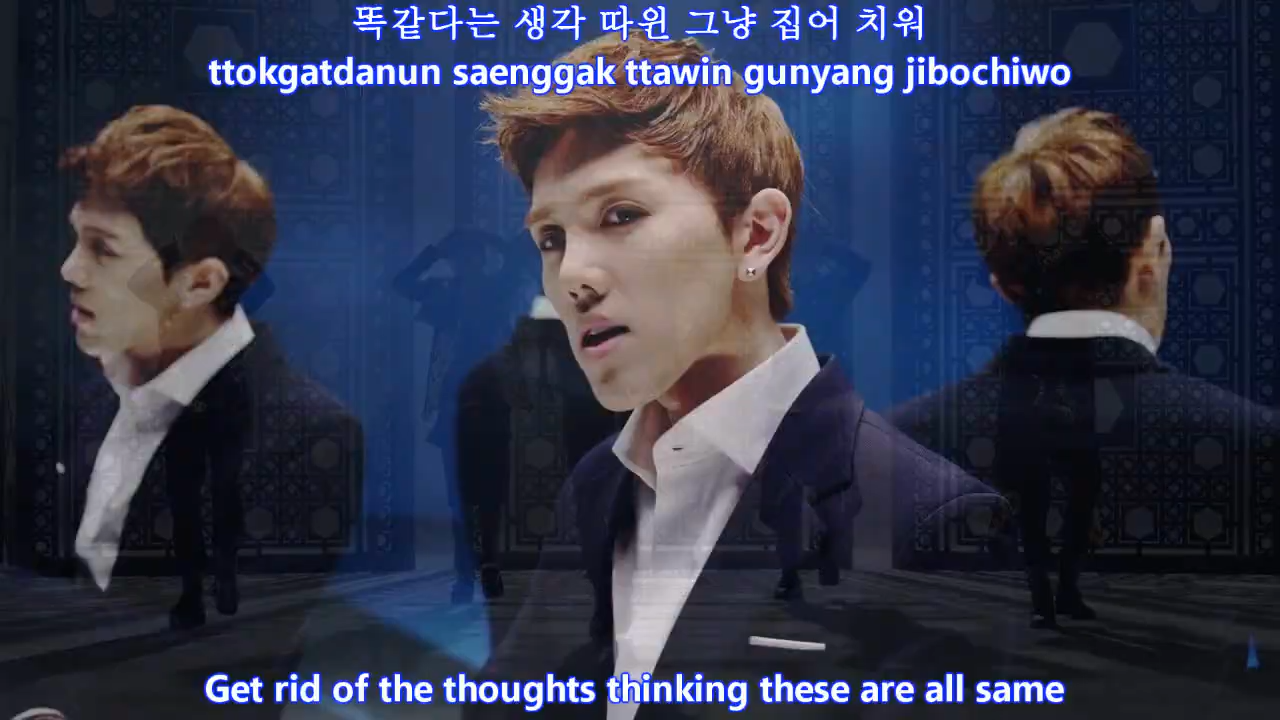 똑같다는 생각 따윈 그냥 집어 치워
ttokgatdanun saenggak ttawin gunyang jibochiwo
Get rid of the thoughts thinking these are all same